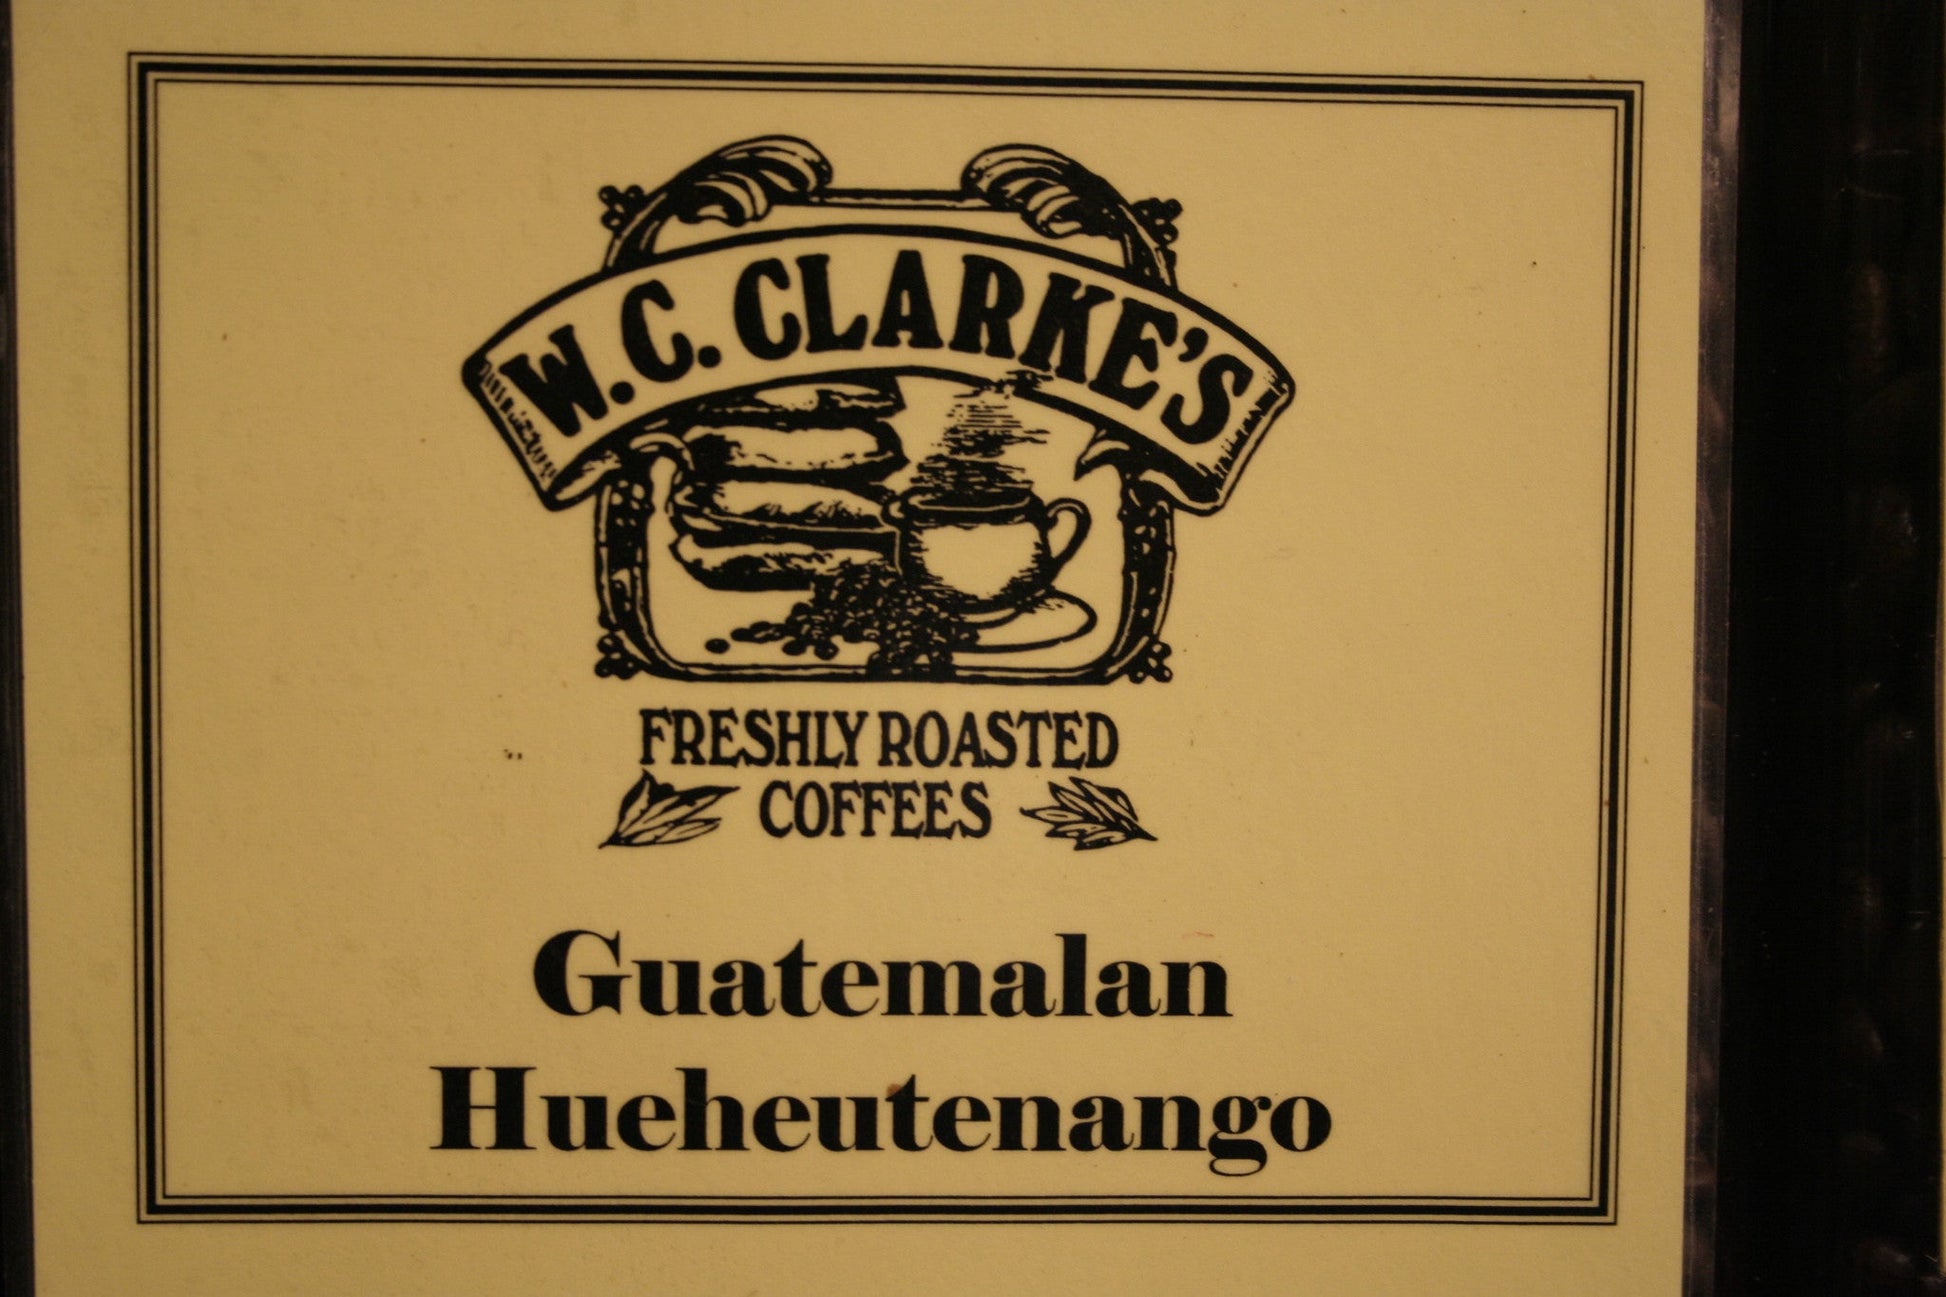 W.C. CLARKE'S
FRESHLY ROASTED
COFFEES
Guatemalan
Hueheutenango